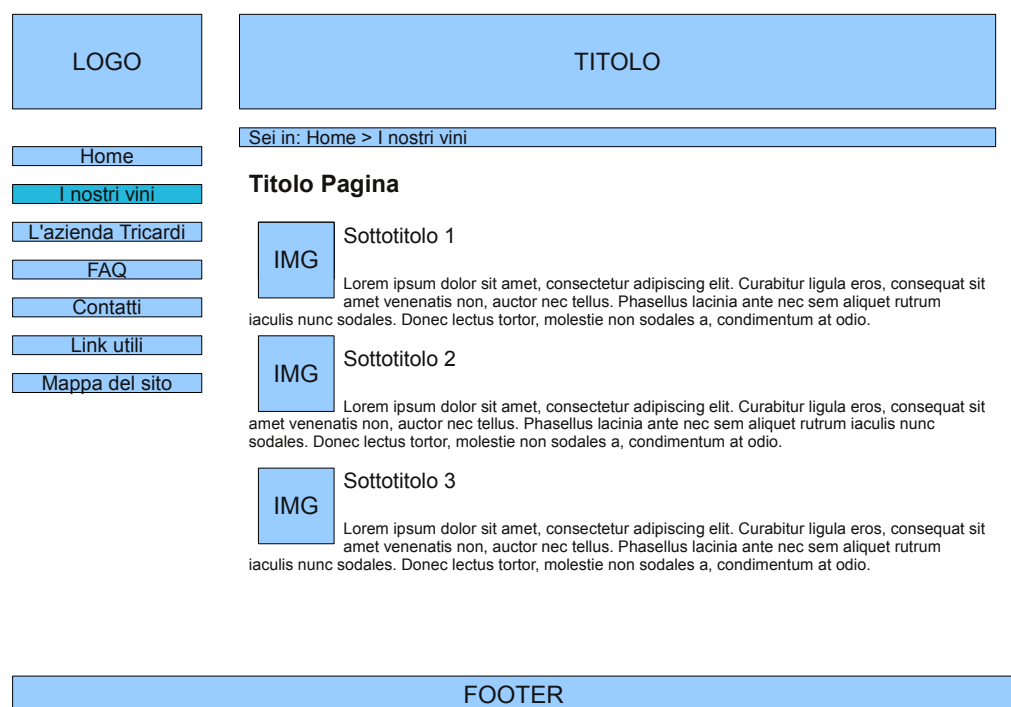 LOGO
TITOLO
Sei in: Home > I nostri vini
Home
I nostri vini
L'azienda Tricardi
FAQ
Contatti
Link utili
Mappa del sito
Titolo Pagina
IMG
Sottotitolo 1
Lorem ipsum dolor sit amet, consectetur adipiscing elit. Curabitur ligula eros, consequat sit
amet venenatis non, auctor nec tellus. Phasellus lacinia ante nec sem aliquet rutrum
iaculis nunc sodales. Donec lectus tortor, molestie non sodales a, condimentum at odio.
IMG
Sottotitolo 2
Lorem ipsum dolor sit amet, consectetur adipiscing elit. Curabitur ligula eros, consequat sit
amet venenatis non, auctor nec tellus. Phasellus lacinia ante nec sem aliquet rutrum iaculis nunc
sodales. Donec lectus tortor, molestie non sodales a, condimentum at odio.
IMG
Sottotitolo 3
Lorem ipsum dolor sit amet, consectetur adipiscing elit. Curabitur ligula eros, consequat sit
amet venenatis non, auctor nec tellus. Phasellus lacinia ante nec sem aliquet rutrum
iaculis nunc sodales. Donec lectus tortor, molestie non sodales a, condimentum at odio.
FOOTER